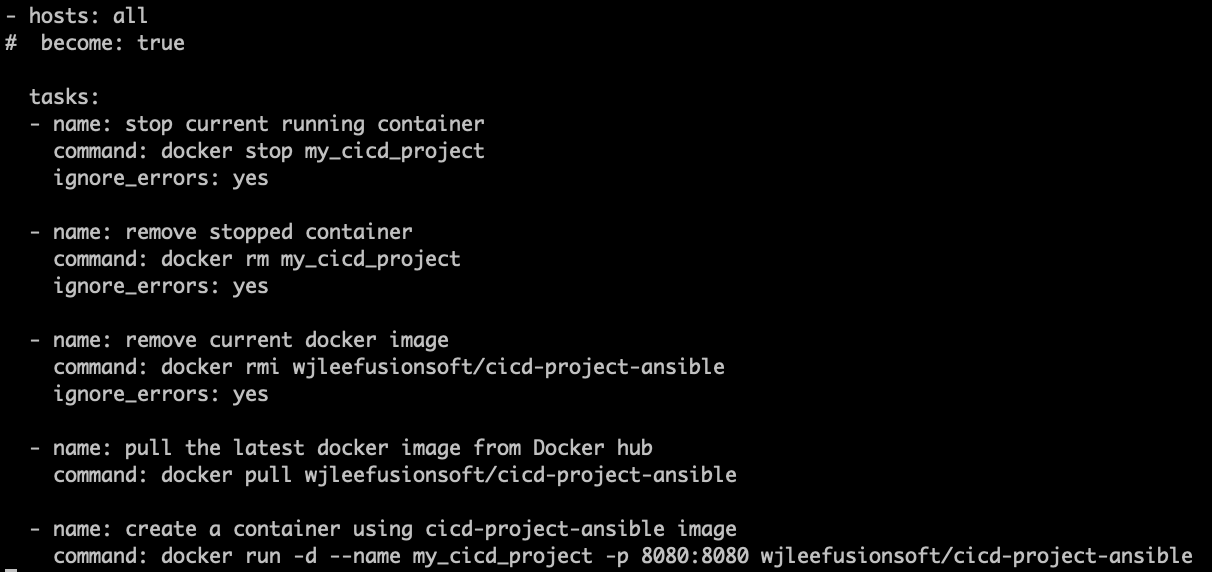 - hosts: all
#  become: true

  tasks:
  - name: stop current running container
    command: docker stop my_cicd_project
    ignore_errors: yes

  - name: remove stopped container
    command: docker rm my_cicd_project
    ignore_errors: yes

  - name: remove current docker image
    command: docker rmi wjleefusionsoft/cicd-project-ansible
    ignore_errors: yes

  - name: pull the latest docker image from Docker hub
    command: docker pull wjleefusionsoft/cicd-project-ansible

  - name: create a container using cicd-project-ansible image
    command: docker run -d --name my_cicd_project -p 8080:8080 wjleefusionsoft/cicd-project-ansible